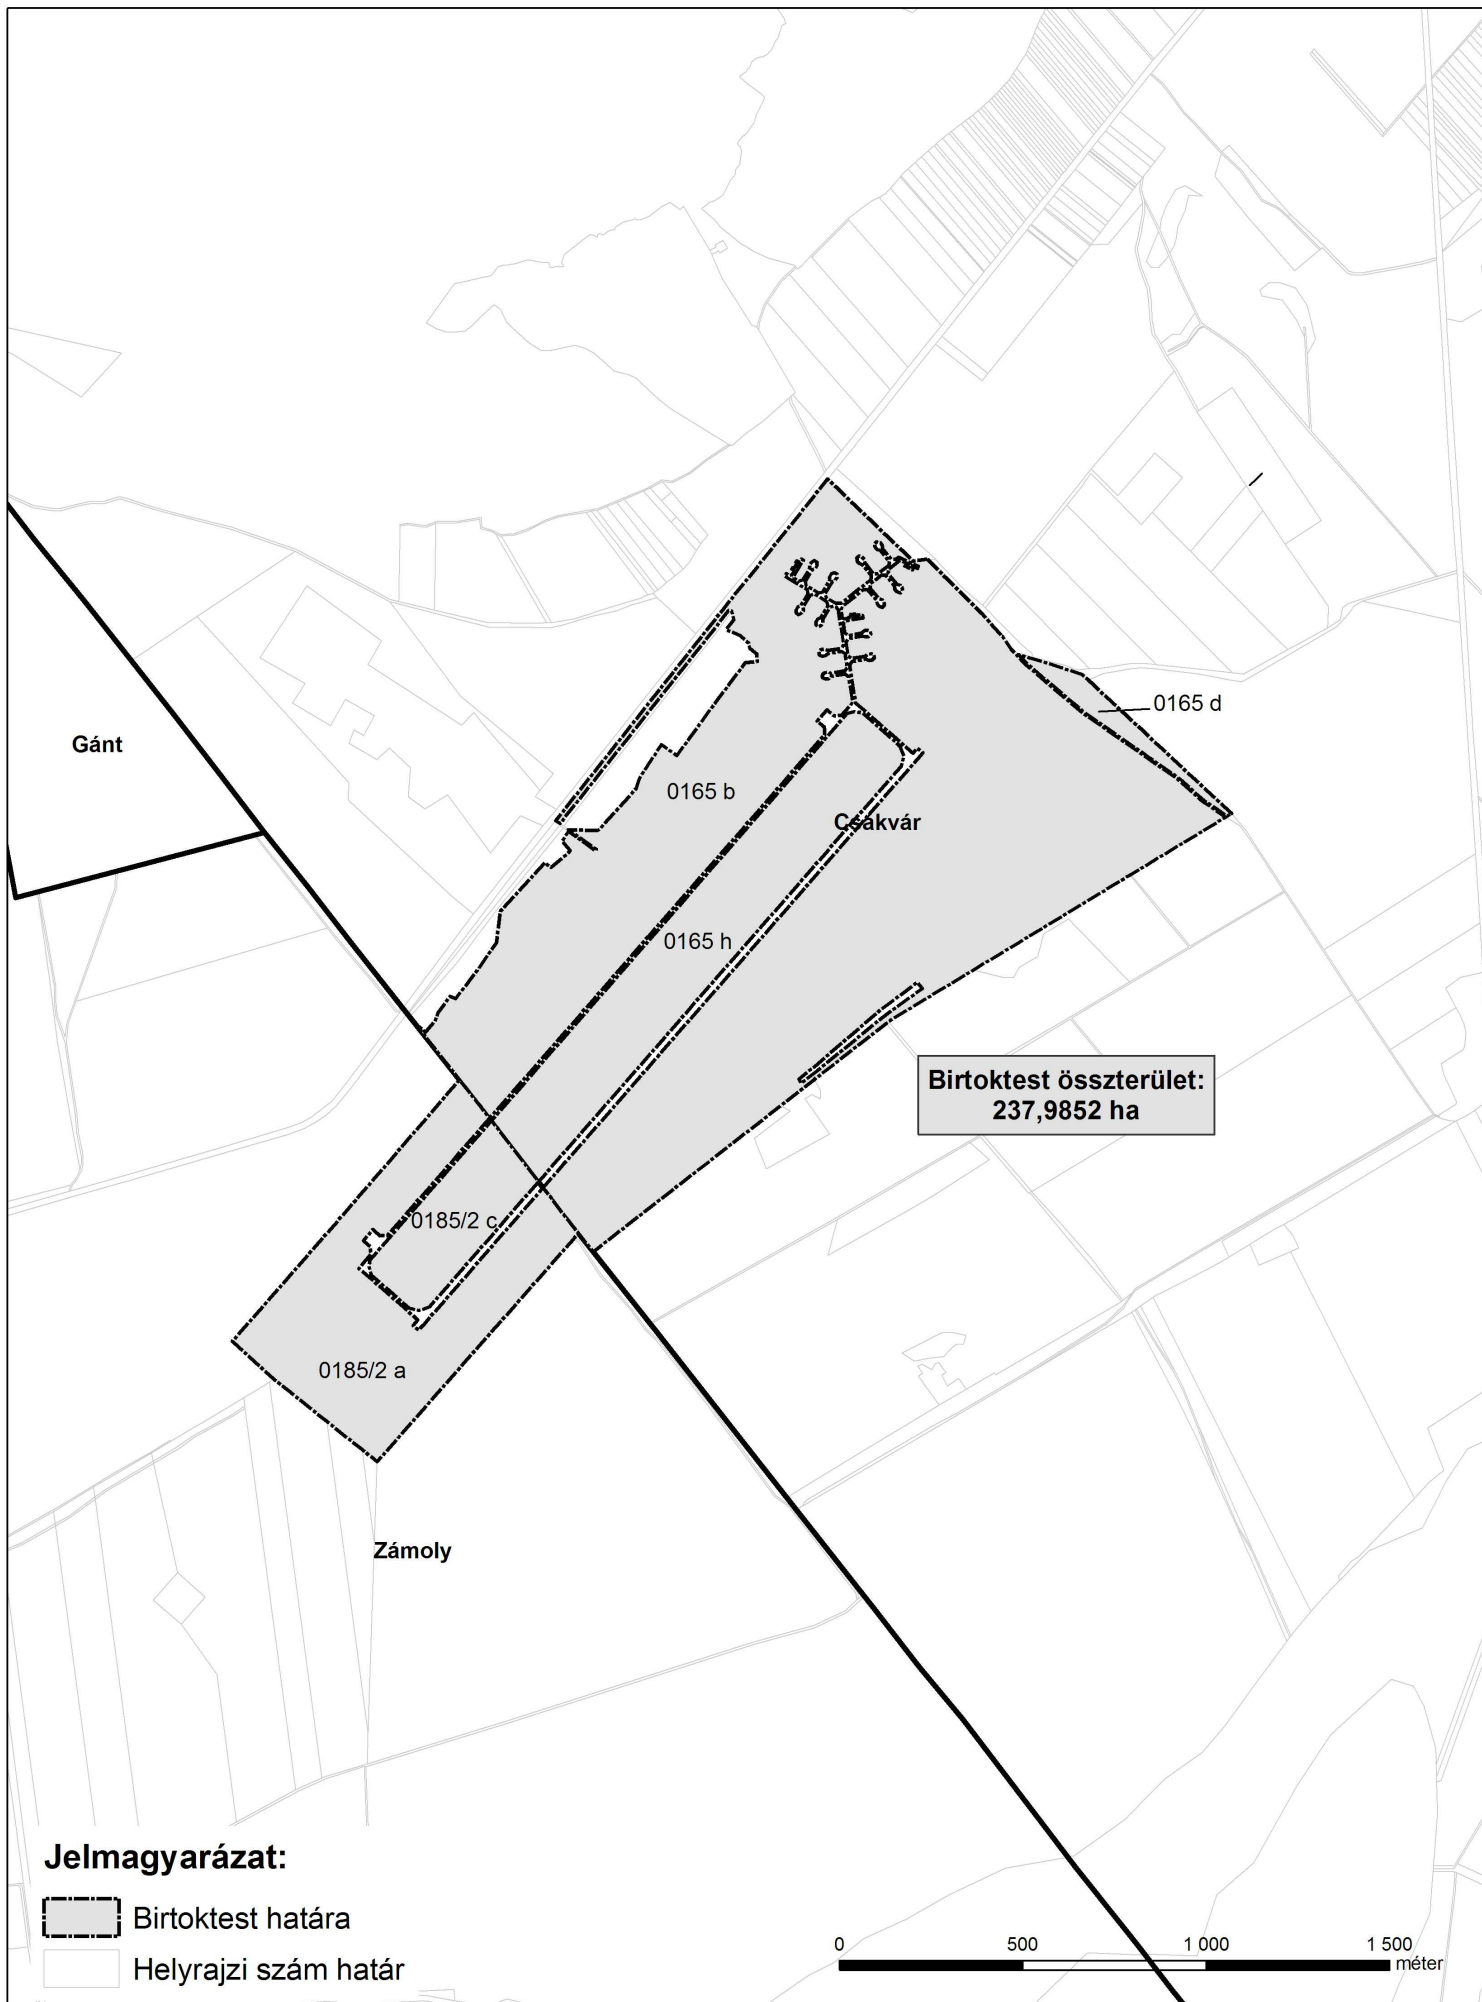 0165 d
Gánt
0165 b
Csákvár
0165 h
Birtoktest összterület:
237,9852 ha
0185/2 c
0185/2 a
Zámoly
Jelmagyarázat:
Birtoktest határa
Helyrajzi szám határ
0 500 1 000 1 500
méter